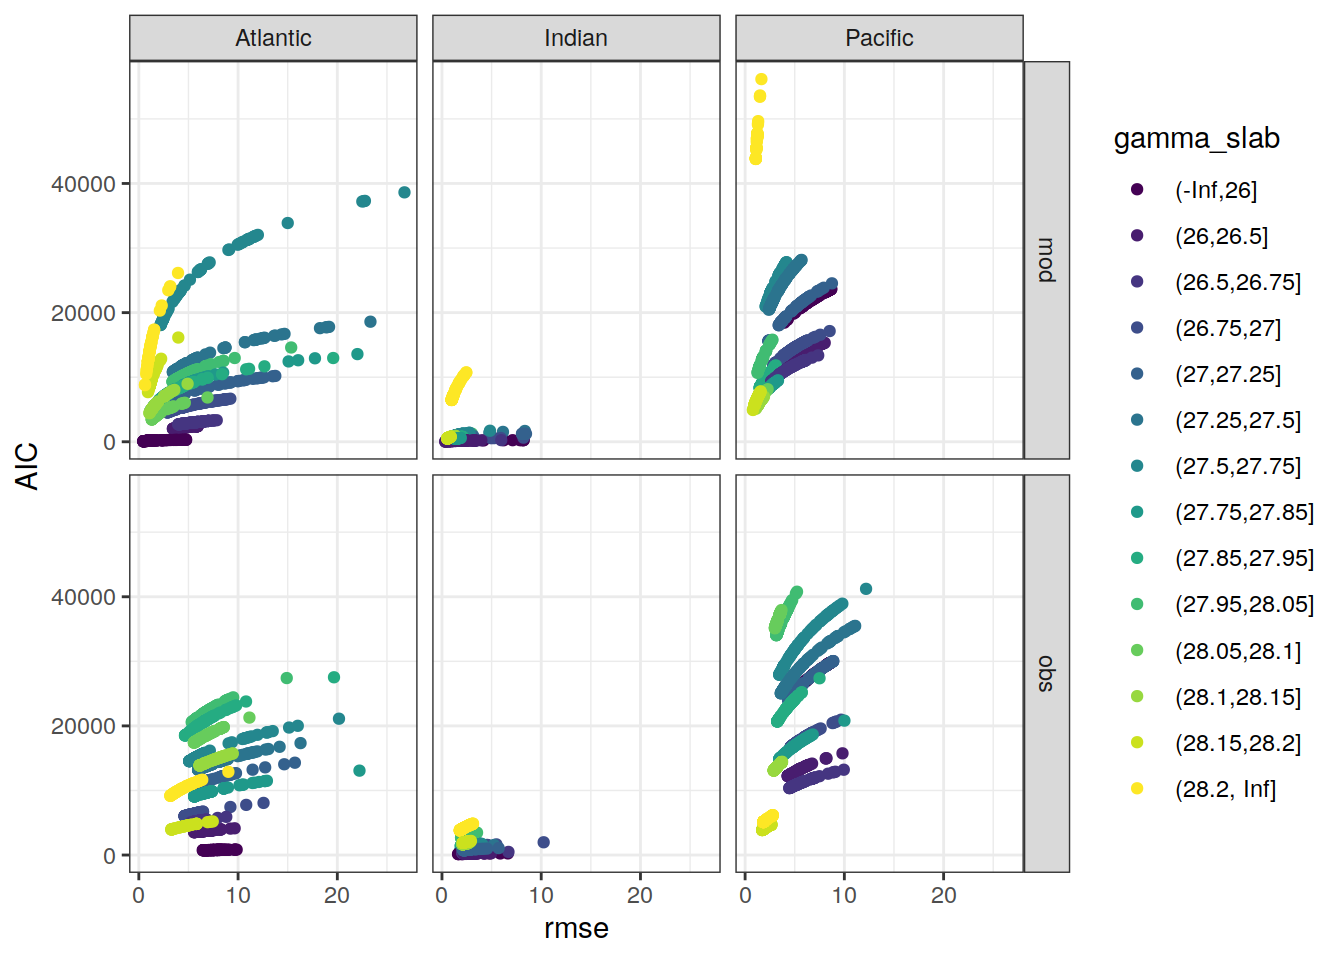 Atlantic
Indian
Pacific
mod
obs
AIC
40000
20000
0
40000
20000
0
0
10
20
0
10
20
0
10
20
rmse
gamma_slab
(-Inf,26]
(26,26.5]
(26.5,26.75]
(26.75,27]
(27,27.25]
(27.25,27.5]
(27.5,27.75]
(27.75,27.85]
(27.85,27.95]
(27.95,28.05]
(28.05,28.1]
(28.1,28.15]
(28.15,28.2]
(28.2, Inf]